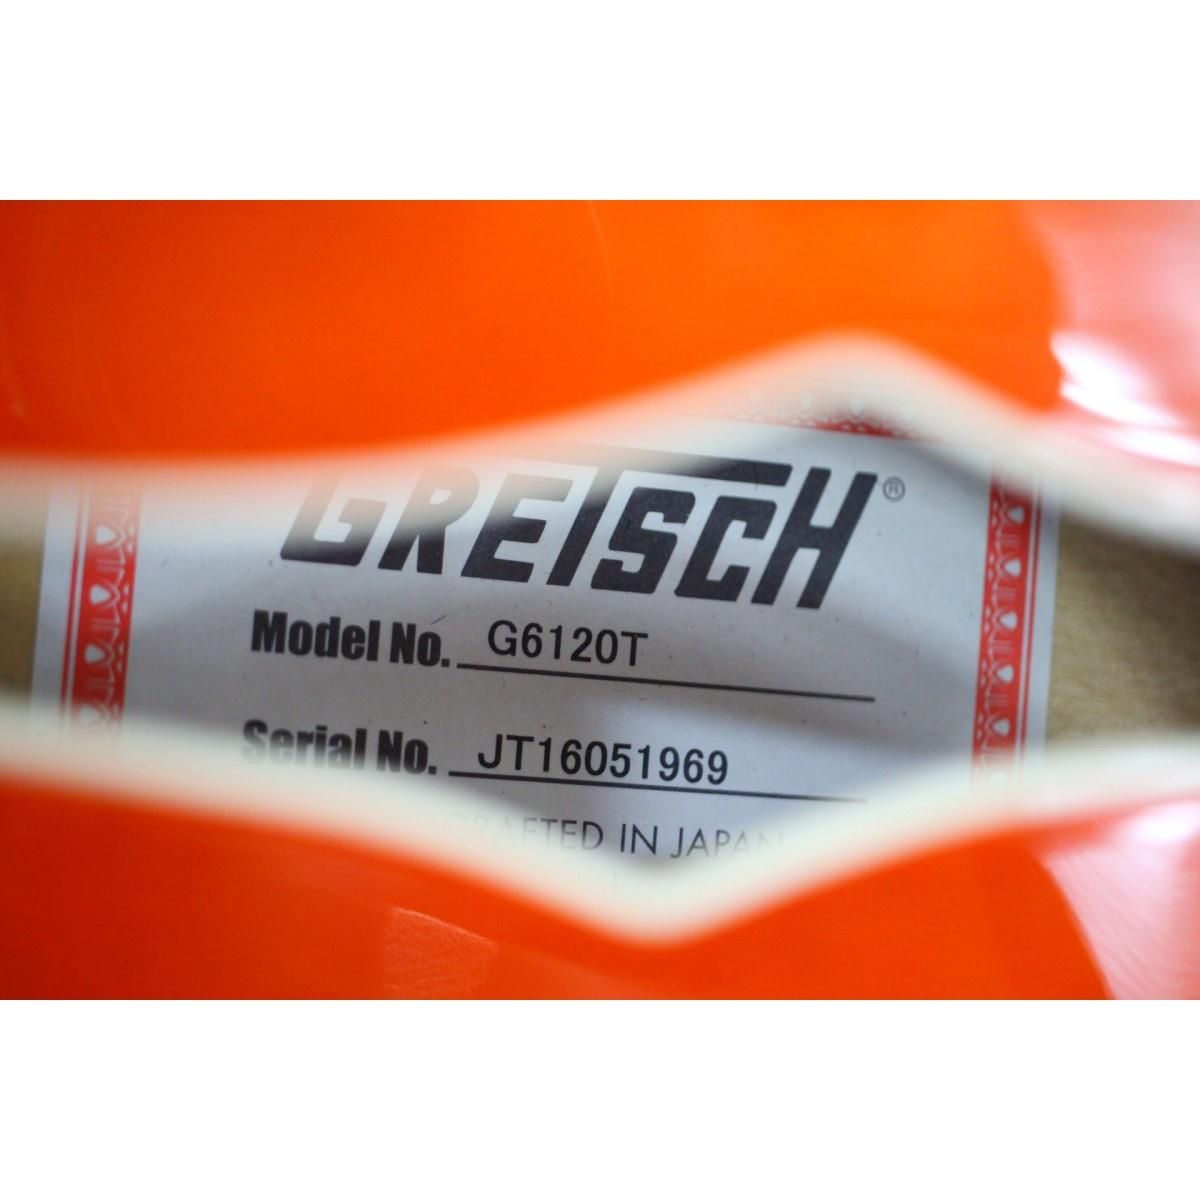 GRETSCH®
Model No. G6120T
Serial No. JT16051969
CRAFTED IN JAPAN